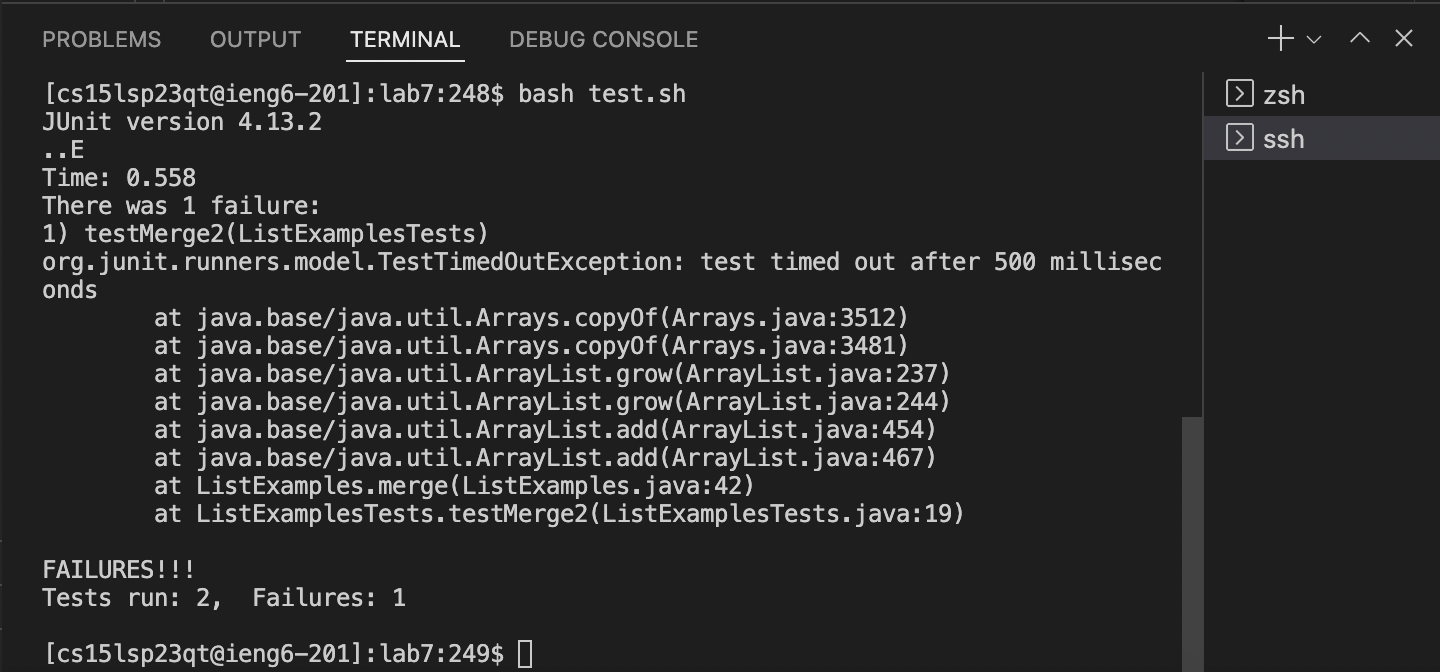 PROBLEMS OUTPUT TERMINAL DEBUG CONSOLE
zsh
ssh
[cs15lsp23qt@ieng6-201]:lab7:248$ bash test.sh
JUnit version 4.13.2
..E
Time: 0.558
There was 1 failure:
1) testMerge2(ListExamplesTests)
org.junit.runners.model.TestTimedOutException: test timed out after 500 millisec
onds
at java.base/java.util.Arrays.copyOf(Arrays.java:3512)
at java.base/java.util.Arrays.copyOf(Arrays.java:3481)
at java.base/java.util.ArrayList.grow(ArrayList.java:237)
at java.base/java.util.ArrayList.grow(ArrayList.java:244)
at java.base/java.util.ArrayList.add(ArrayList.java:454)
at java.base/java.util.ArrayList.add(ArrayList.java:467)
at ListExamples.merge(ListExamples.java:42)
at ListExamplesTests.testMerge2(ListExamplesTests.java:19)
FAILURES!!!
Tests run: 2,  Failures: 1
[cs15lsp23qt@ieng6-201]:lab7:249$